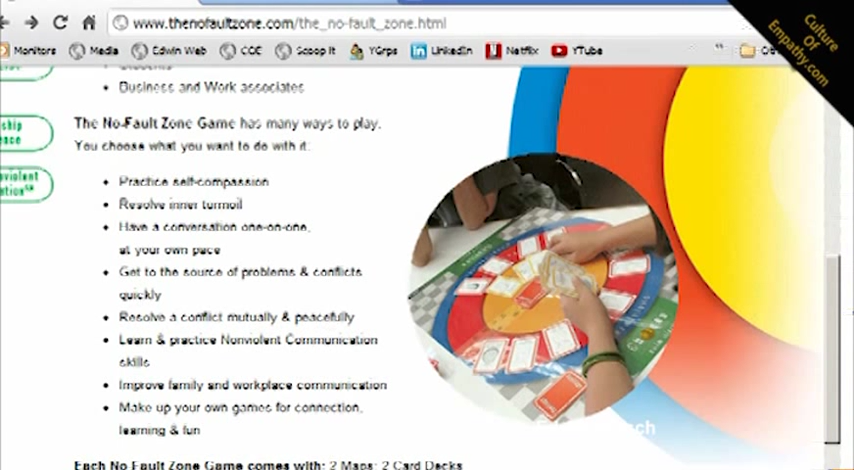 www.thenofaultzone.com/the_no-fault_zone.html
Culture
Of
Empathy.com
Monitors Media Edwin Web COE Scoop It YGrps LinkedIn Netflix YTube
Students
• Business and Work associates
The No-Fault Zone Game has many ways to play.
You choose what you want to do with it:
• Practice self-compassion
• Resolve inner turmoil
• Have a conversation one-on-one,
at your own pace
• Get to the source of problems & conflicts
quickly
• Resolve a conflict mutually & peacefully
• Learn & practice Nonviolent Communication
skills
• Improve family and workplace communication
• Make up your own games for connection,
learning & fun
Each No Fault Zone Game comes with: 2 Maps; 2 Card Decks